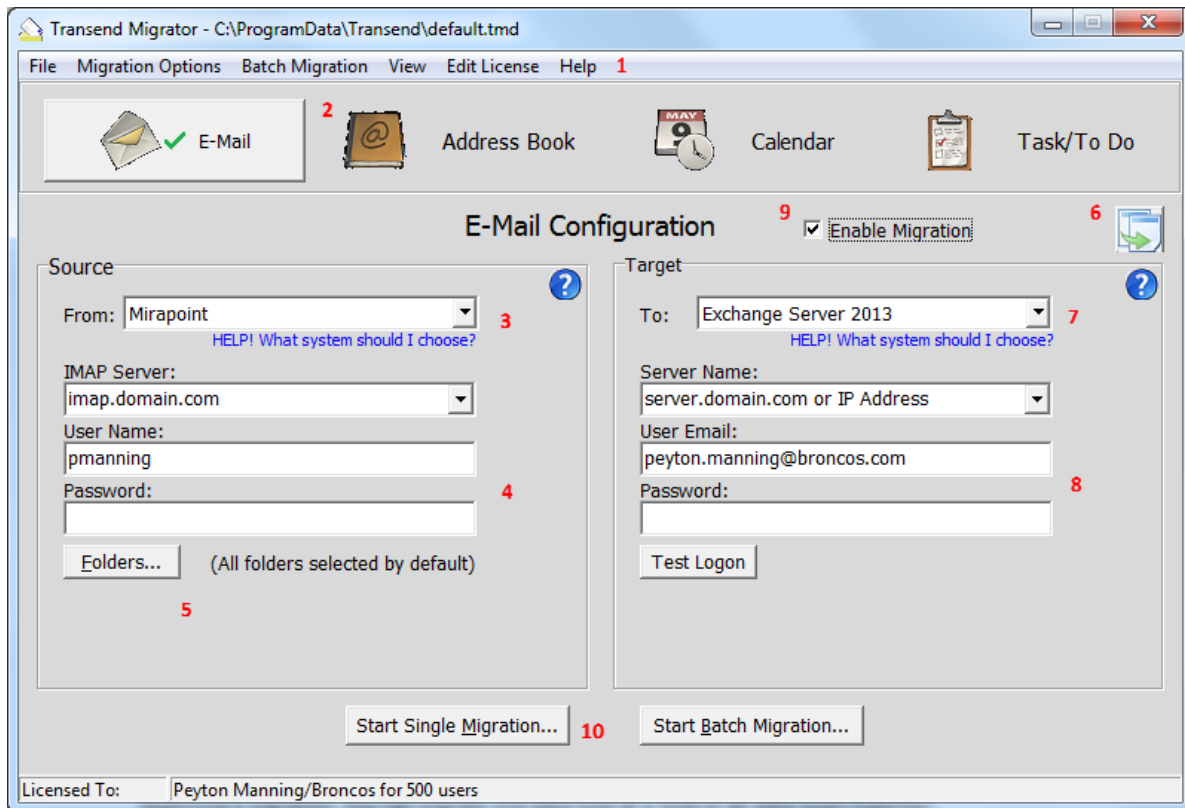 Transend Migrator - C:\ProgramData\Transend\default.tmd
File Migration Options Batch Migration View Edit License Help 1
2
E-Mail Address Book MAY 9 Calendar Task/To Do
E-Mail Configuration 9 Enable Migration 6
Source
From: Mirapoint 3
HELP! What system should I choose?
IMAP Server:
imap.domain.com
User Name:
pmanning
Password: 4
Folders... (All folders selected by default)
5
Target
To: Exchange Server 2013 7
HELP! What system should I choose?
Server Name:
server.domain.com or IP Address
User Email:
peyton.manning@broncos.com
Password: 8
Test Logon
Start Single Migration... 10 Start Batch Migration...
Licensed To: Peyton Manning/Broncos for 500 users